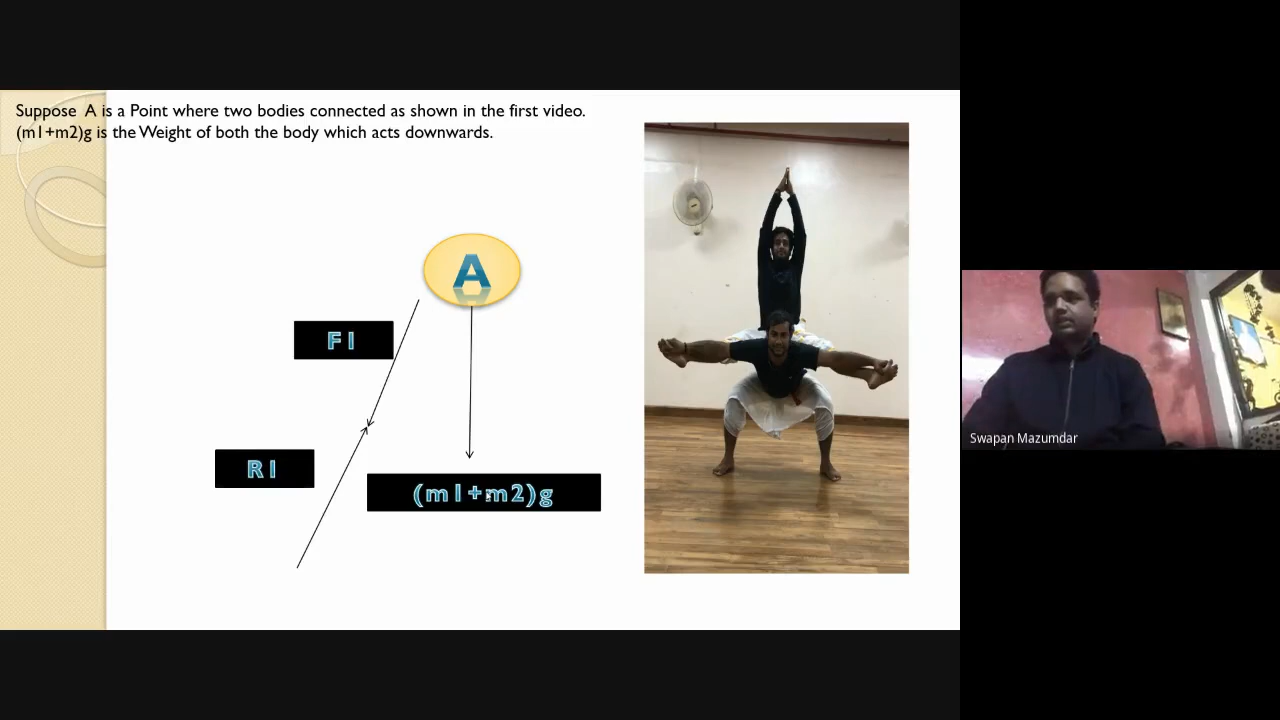 Suppose A is a Point where two bodies connected as shown in the first video.
(m1+m2)g is the Weight of both the body which acts downwards.
A
F1
R1
(m1+m2)g
Swapan Mazumdar